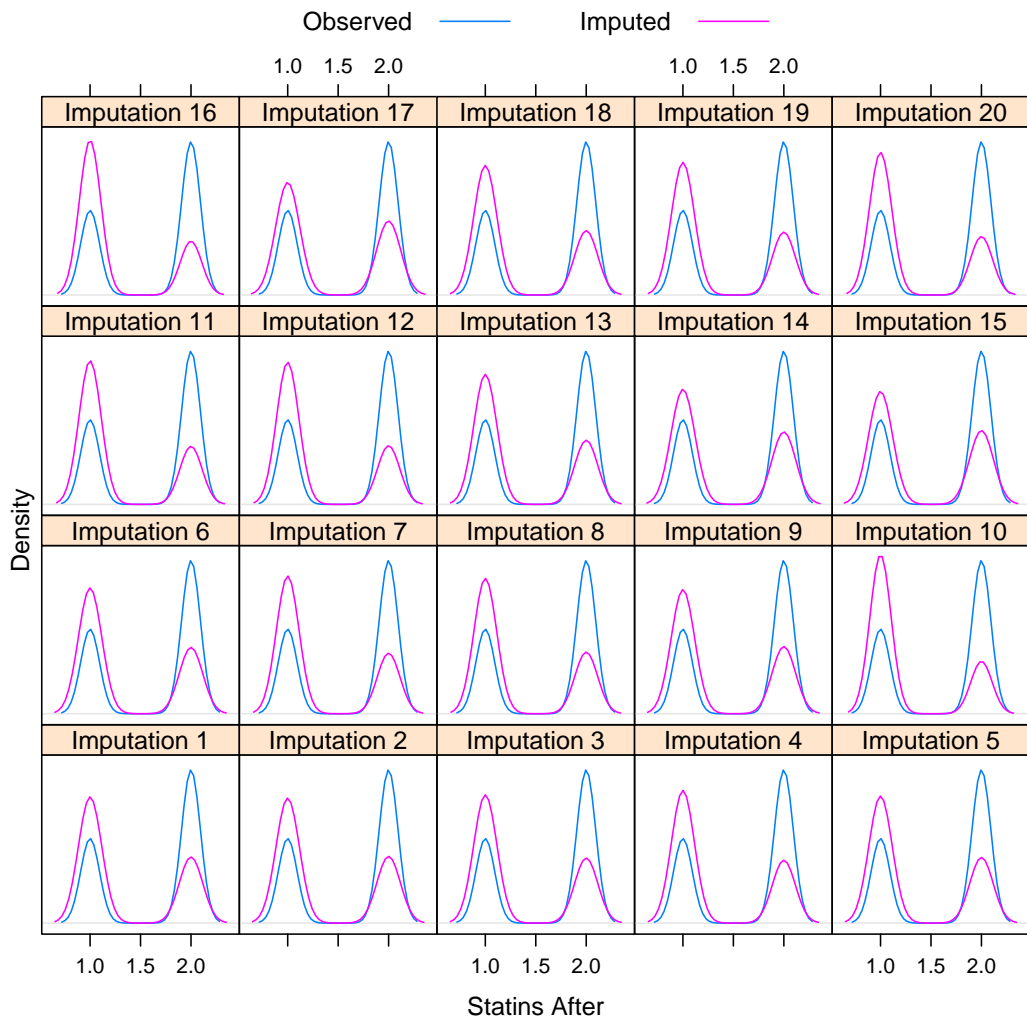 Observed Imputed
1.0 1.5 2.0 1.0 1.5 2.0
Imputation 16 Imputation 17 Imputation 18 Imputation 19 Imputation 20
Imputation 11 Imputation 12 Imputation 13 Imputation 14 Imputation 15
Density
Imputation 6 Imputation 7 Imputation 8 Imputation 9 Imputation 10
Imputation 1 Imputation 2 Imputation 3 Imputation 4 Imputation 5
1.0 1.5 2.0 1.0 1.5 2.0 1.0 1.5 2.0
Statins After